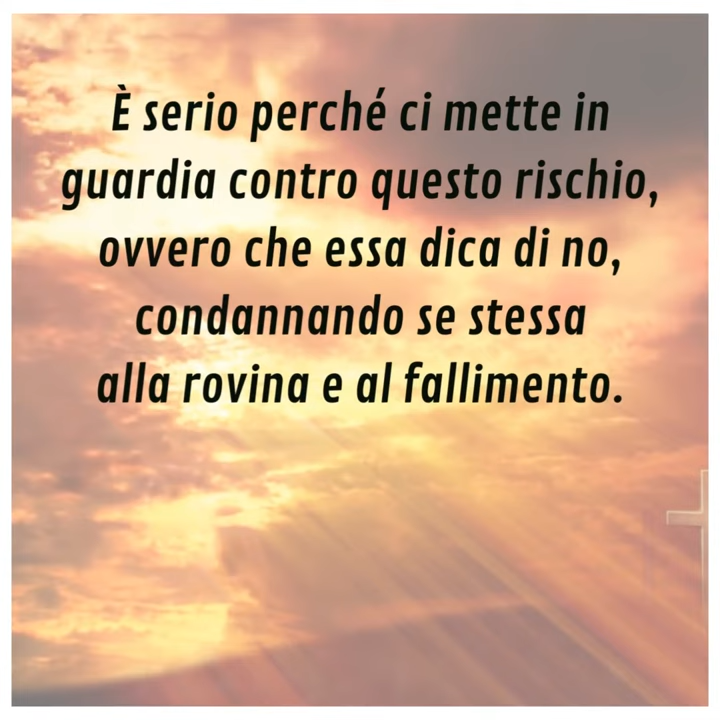 È serio perché ci mette in
guardia contro questo rischio,
ovvero che essa dica di no,
condannando se stessa
alla rovina e al fallimento.